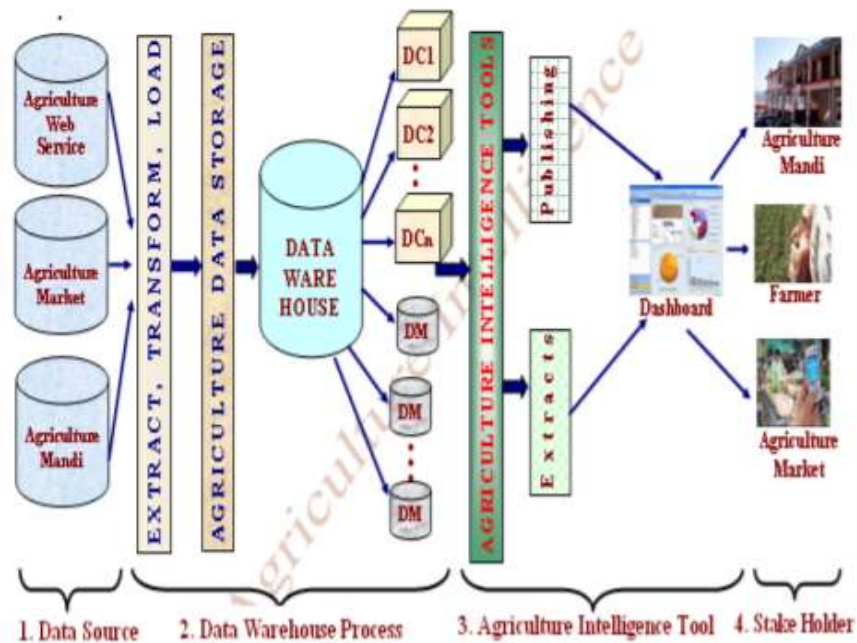 Agriculture
Web
Service
Agriculture
Market
Agriculture
Mandi
EXTRACT, TRANSFORM, LOAD
AGRICULTURE DATA STORAGE
DATA
WARE
HOUSE
DC1
DC2
DCn
DM
DM
DM
AGRICULTURE INTELLIGENCE TOOLS
Publishing
Extracts
Dashboard
Agriculture
Mandi
Farmer
Agriculture
Market
Agriculture Intelligence
1. Data Source
2. Data Warehouse Process
3. Agriculture Intelligence Tool
4. Stake Holder